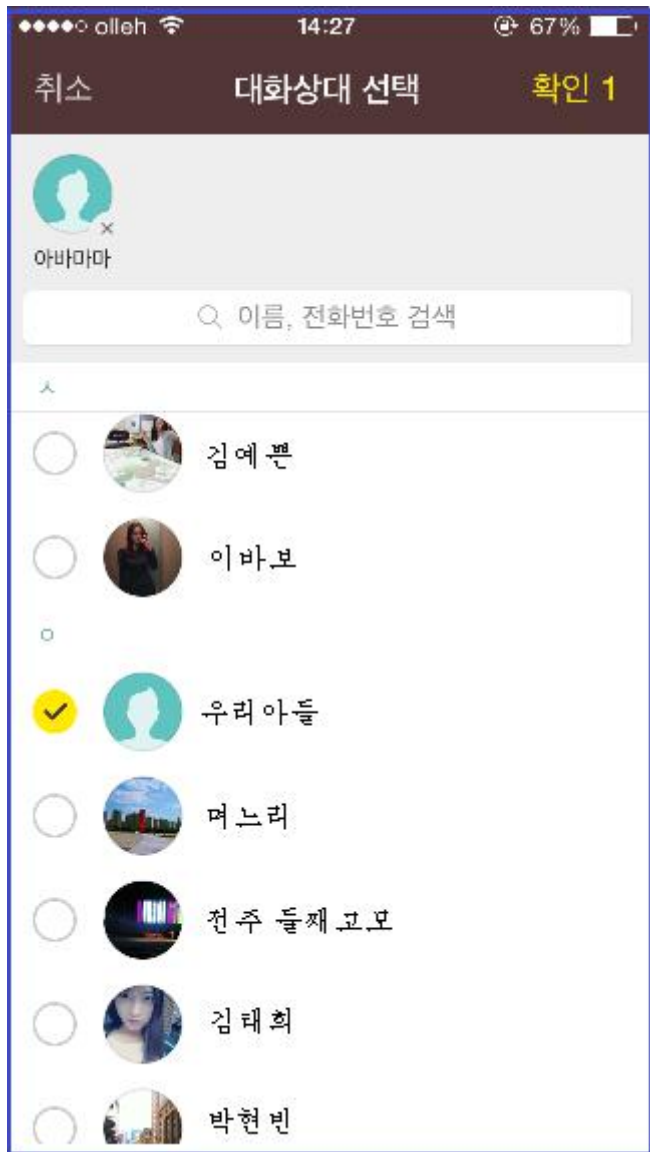 olleh 14:27 67%
취소 대화상대 선택 확인 1
아바마마
이름, 전화번호 검색
ㅅ
김예쁜
이바보
ㅇ
우리아들
며느리
전주 둘째고모
김태희
박현빈